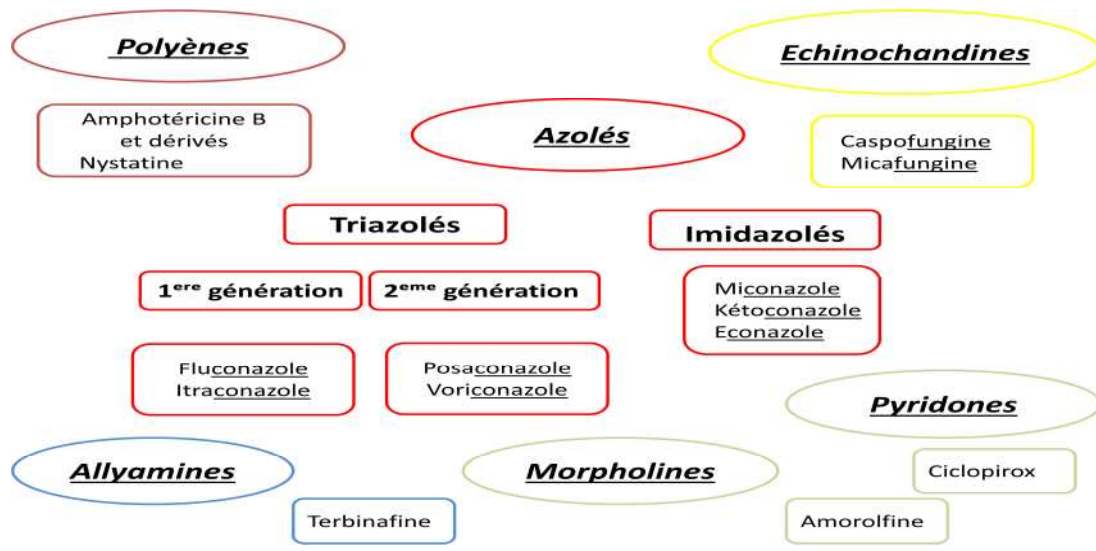 Polyènes
Echinochandines
Amphotéricine B
et dérivés
Nystatine
Azolés
Caspofungine
Micafungine
Triazolés
Imidazolés
1ere génération
2eme génération
Miconazole
Kétoconazole
Econazole
Fluconazole
Itraconazole
Posaconazole
Voriconazole
Pyridones
Allyamines
Morpholines
Ciclopirox
Terbinafine
Amorolfine